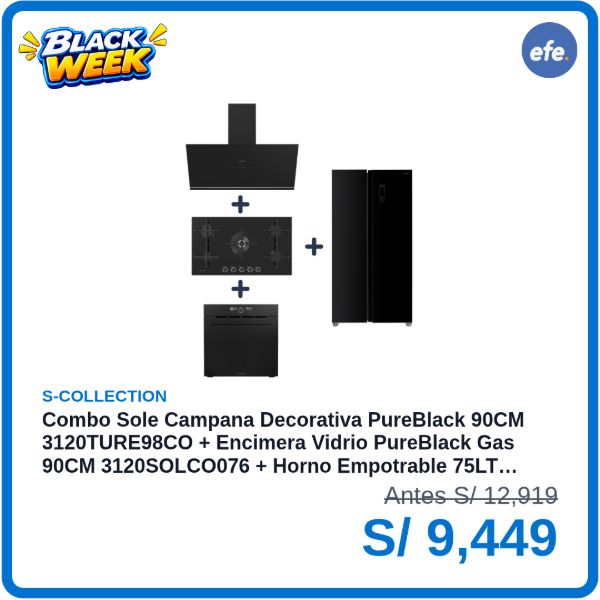 BLACK
WEEK
efe.
S-COLLECTION
Combo Sole Campana Decorativa PureBlack 90CM
3120TURE98CO + Encimera Vidrio PureBlack Gas
90CM 3120SOLCO076 + Horno Empotrable 75LT…
Antes S/ 12,919
S/ 9,449